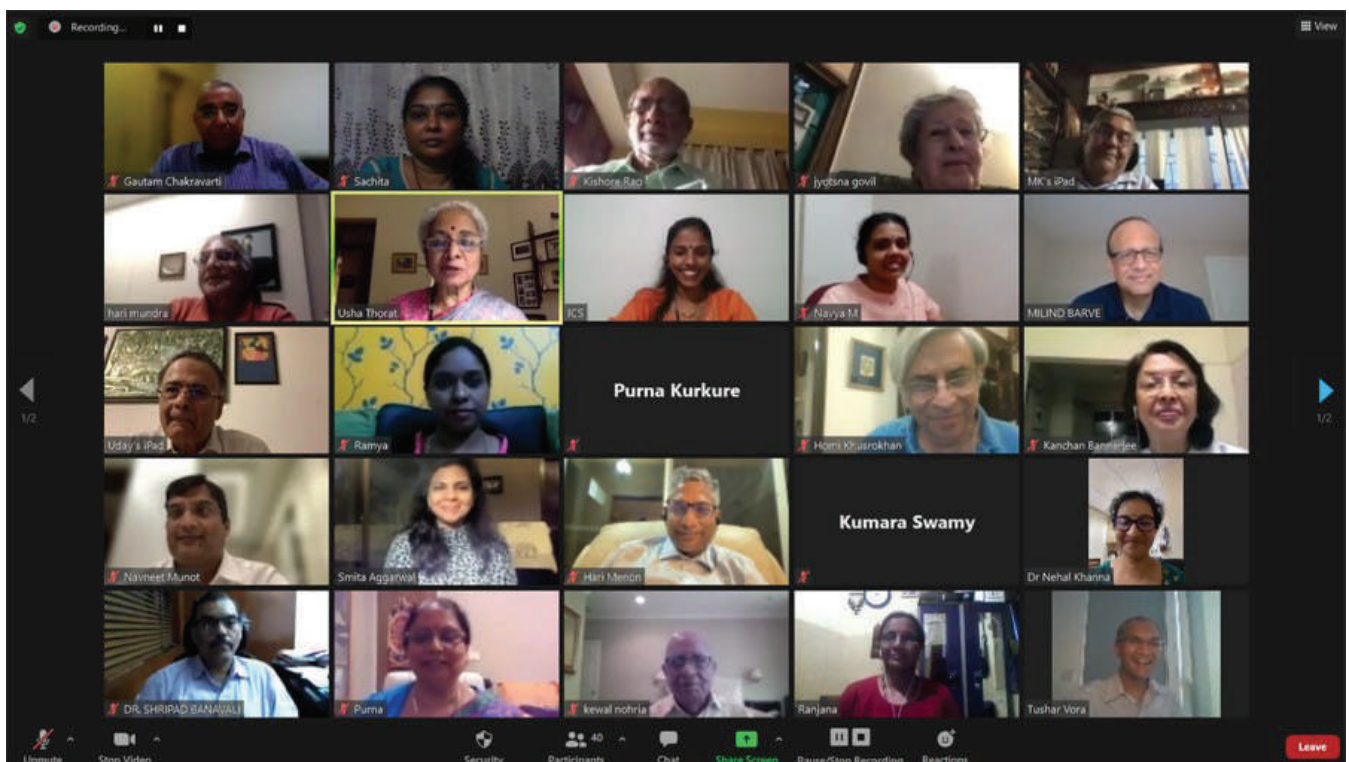 Recording...
View
Gautam Chakravarti
Sachita
Kishore Rao
jyotsna govil
MK's iPad
hari mundra
Usha Thorat
ICS
Navya M
MILIND BARVE
Uday's iPad
Ramya
Purna Kurkure
Homi Khusrokhan
Kanchan Bannerjee
1/2
1/2
Navneet Munot
Smita Aggarwal
Hari Menon
Kumara Swamy
Dr Nehal Khanna
DR. SHRIPAD BANAVALI
Purna
kewal nohria
Ranjana
Tushar Vora
Unmute
Stop Video
Security
Participants
40
Chat
Share Screen
Pause/Stop Recording
Reactions
Leave